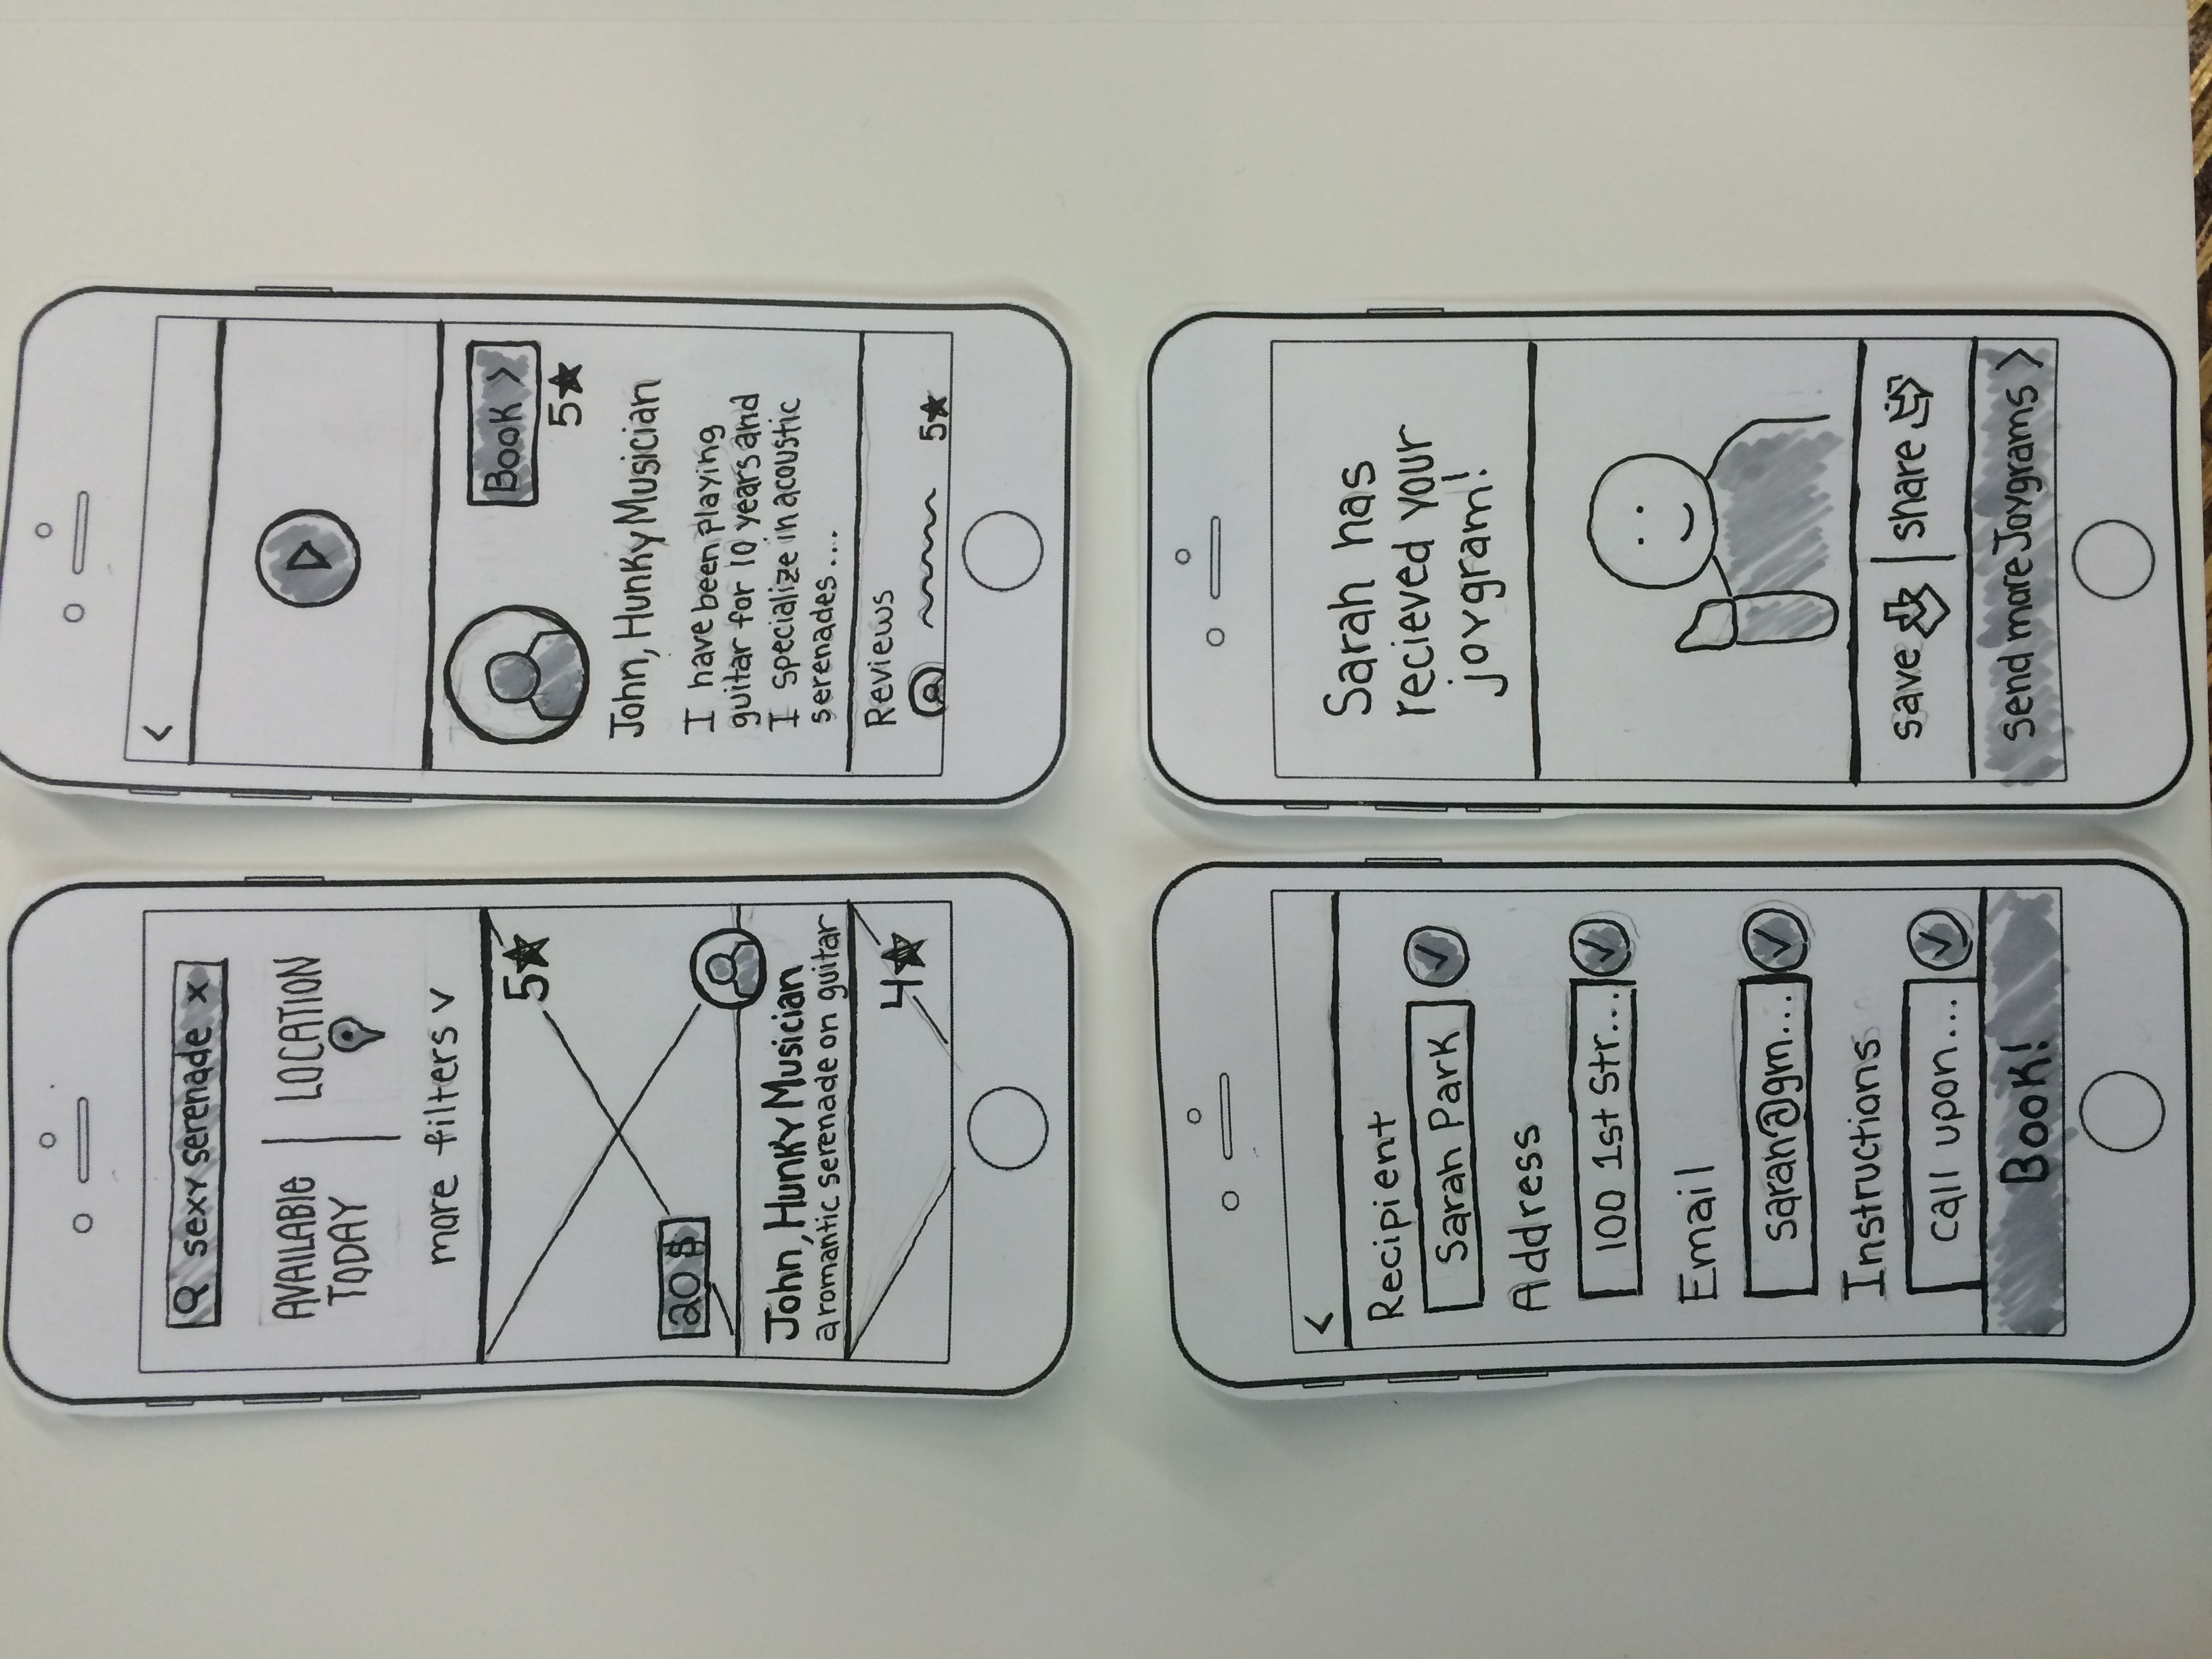 sexy serenade x
AVAILABLE
TODAY
LOCATION
more filters v
5★
20 $
John, Hunky Musician
a romantic serenade on guitar
4★
<
Book >
5★
John, Hunky Musician
I have been playing
guitar for 10 years and
I specialize in acoustic
serenades...
Reviews
5★
<
Recipient
Sarah Park
Address
100 1st Str...
Email
sarah@gm...
Instructions
call upon...
Book!
Sarah has
recieved your
joygram!
save
share
send more Joygrams >